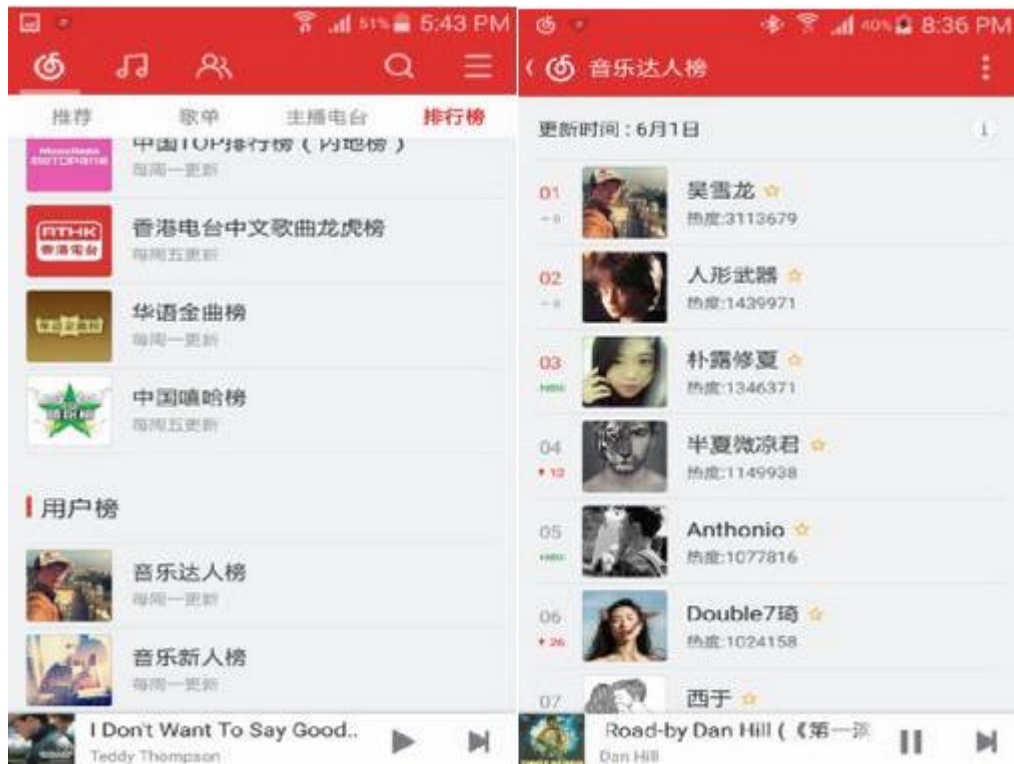 51% 5:43 PM
推荐 歌单 主播电台 排行榜
中国TOP排行榜（内地榜）
每周一更新
RTHK
香港電台
香港电台中文歌曲龙虎榜
每周五更新
华语金曲榜
每周一更新
中国嘻哈榜
每周五更新
用户榜
音乐达人榜
每周一更新
音乐新人榜
每周一更新
I Don't Want To Say Good..
Teddy Thompson
40% 8:36 PM
音乐达人榜
更新时间：6月1日
01 吴雪龙
热度:3113679
- 0
02 人形武器
热度:1439971
- 0
03 朴露修夏
热度:1346371
NEW
04 半夏微凉君
热度:1149938
12
05 Anthonio
热度:1077816
NEW
06 Double7琦
热度:1024158
26
07 西于
Road-by Dan Hill (《第一
Dan Hill